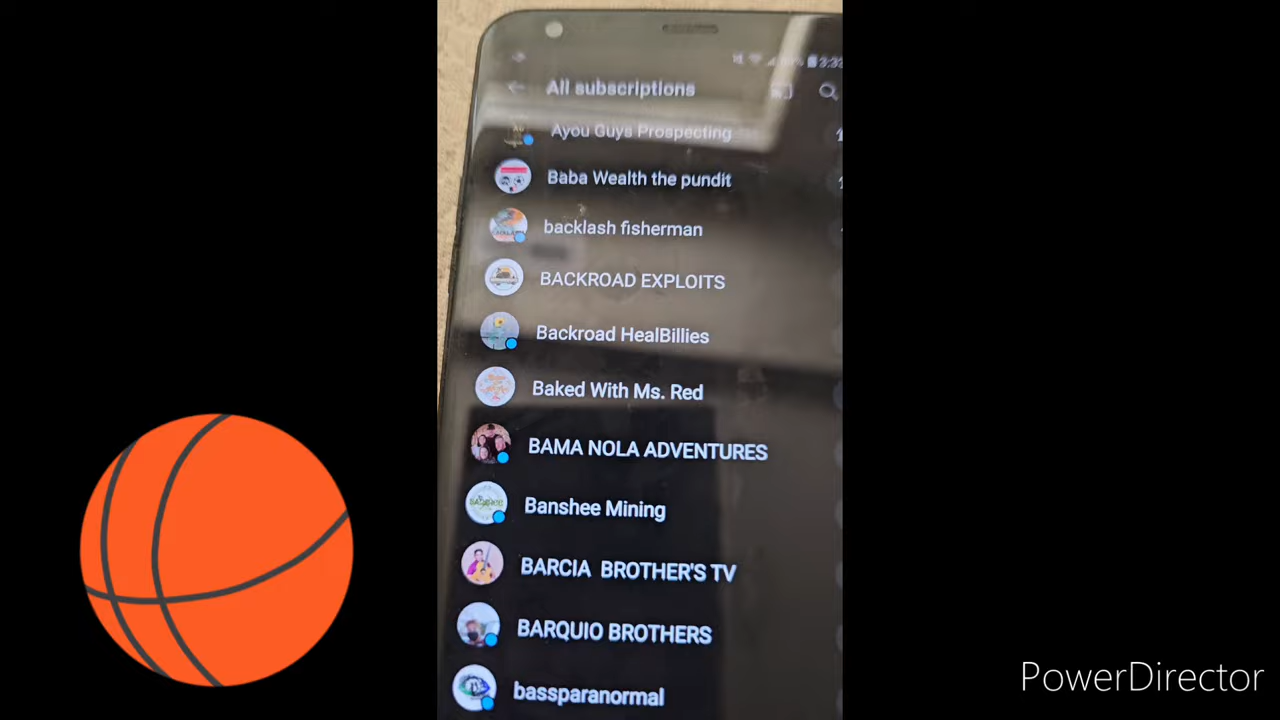 All subscriptions
Ayou Guys Prospecting
Baba Wealth the pundit
backlash fisherman
BACKROAD EXPLOITS
Backroad HealBillies
Baked With Ms. Red
BAMA NOLA ADVENTURES
Banshee Mining
BARCIA BROTHER'S TV
BARQUIO BROTHERS
bassparanormal
PowerDirector